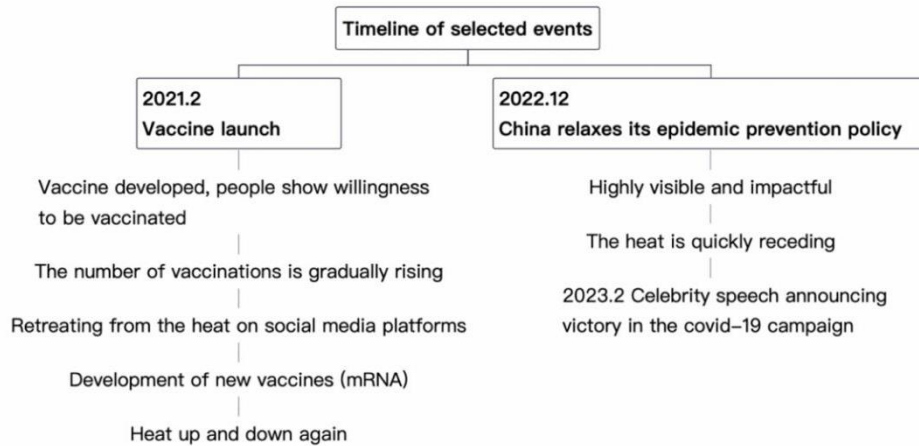 Timeline of selected events
2021.2
Vaccine launch
Vaccine developed, people show willingness
to be vaccinated
The number of vaccinations is gradually rising
Retreating from the heat on social media platforms
Development of new vaccines (mRNA)
Heat up and down again
2022.12
China relaxes its epidemic prevention policy
Highly visible and impactful
The heat is quickly receding
2023.2 Celebrity speech announcing
victory in the covid-19 campaign